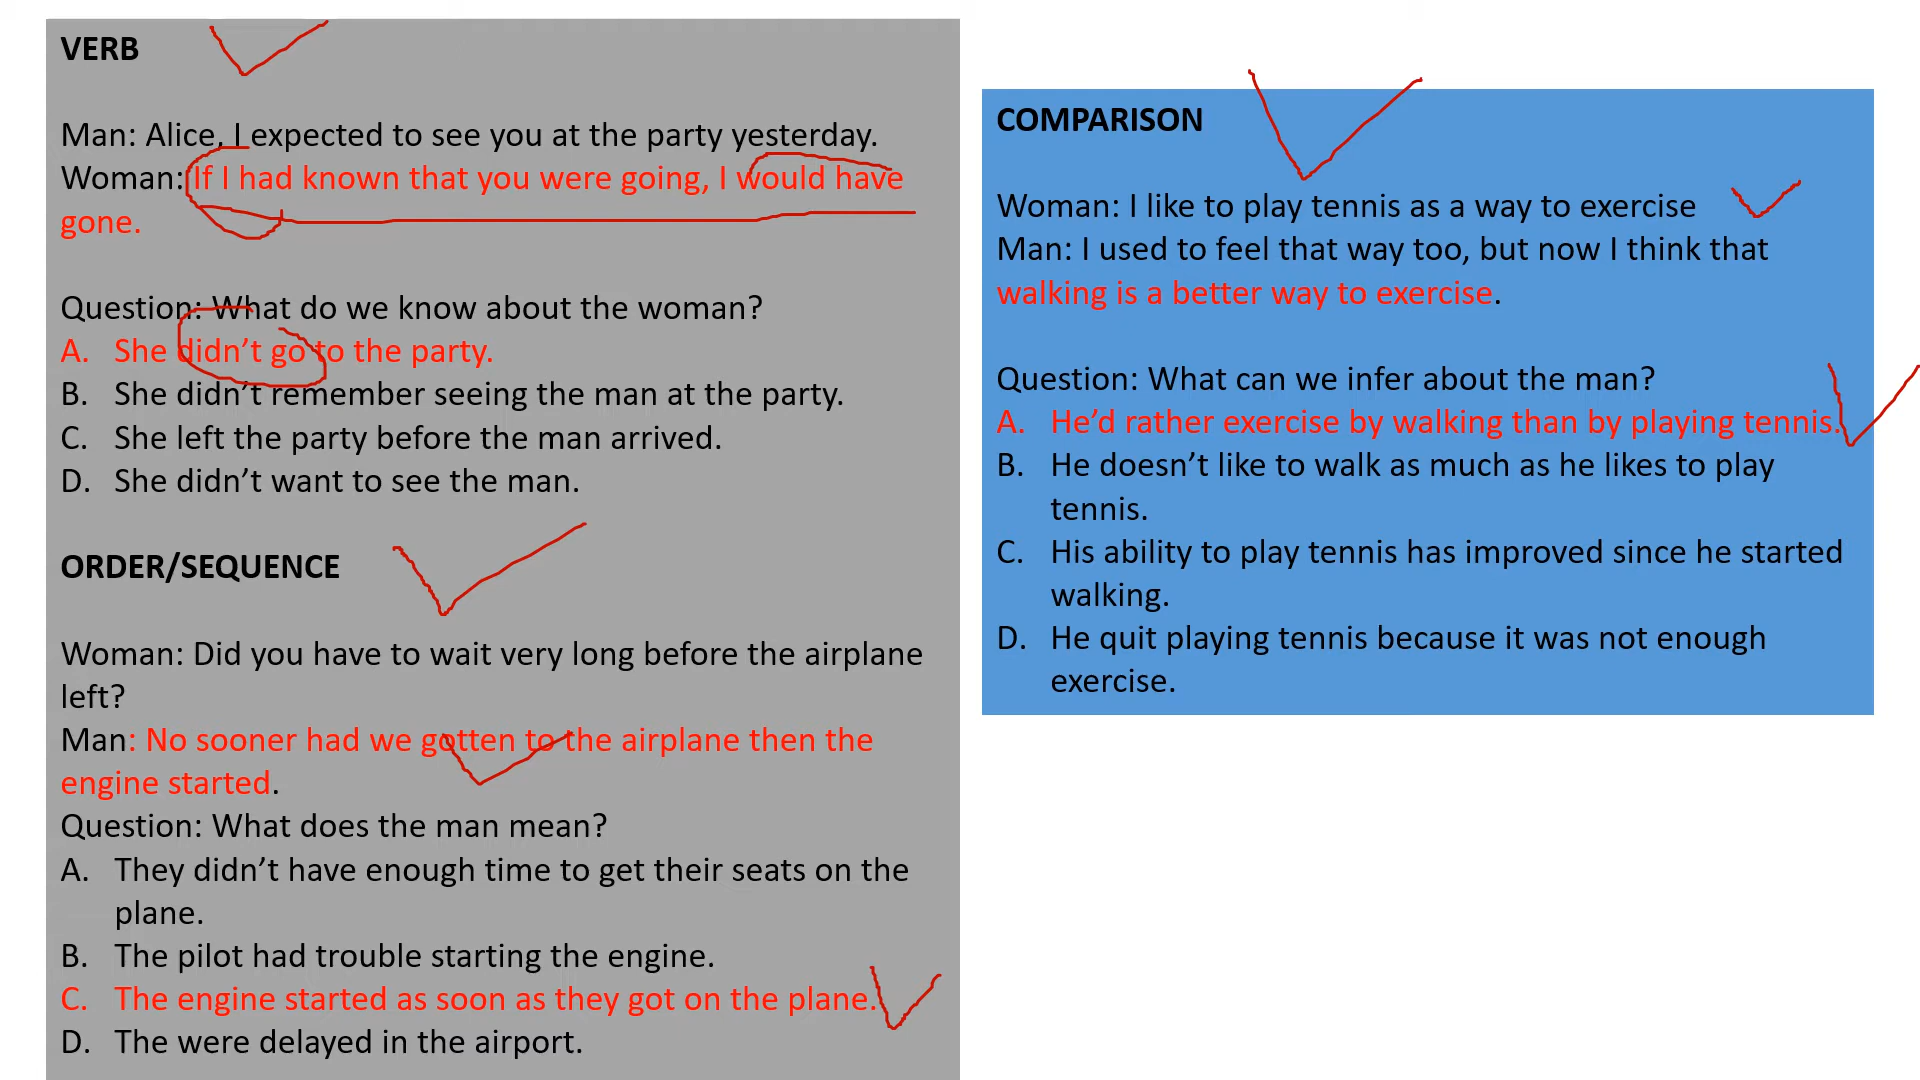 VERB
Man: Alice, I expected to see you at the party yesterday.
Woman: If I had known that you were going, I would have
gone.
Question: What do we know about the woman?
A. She didn't go to the party.
B. She didn't remember seeing the man at the party.
C. She left the party before the man arrived.
D. She didn't want to see the man.
ORDER/SEQUENCE
Woman: Did you have to wait very long before the airplane
left?
Man: No sooner had we gotten to the airplane then the
engine started.
Question: What does the man mean?
A. They didn't have enough time to get their seats on the
plane.
B. The pilot had trouble starting the engine.
C. The engine started as soon as they got on the plane.
D. The were delayed in the airport.
COMPARISON
Woman: I like to play tennis as a way to exercise
Man: I used to feel that way too, but now I think that
walking is a better way to exercise.
Question: What can we infer about the man?
A. He'd rather exercise by walking than by playing tennis.
B. He doesn't like to walk as much as he likes to play
tennis.
C. His ability to play tennis has improved since he started
walking.
D. He quit playing tennis because it was not enough
exercise.